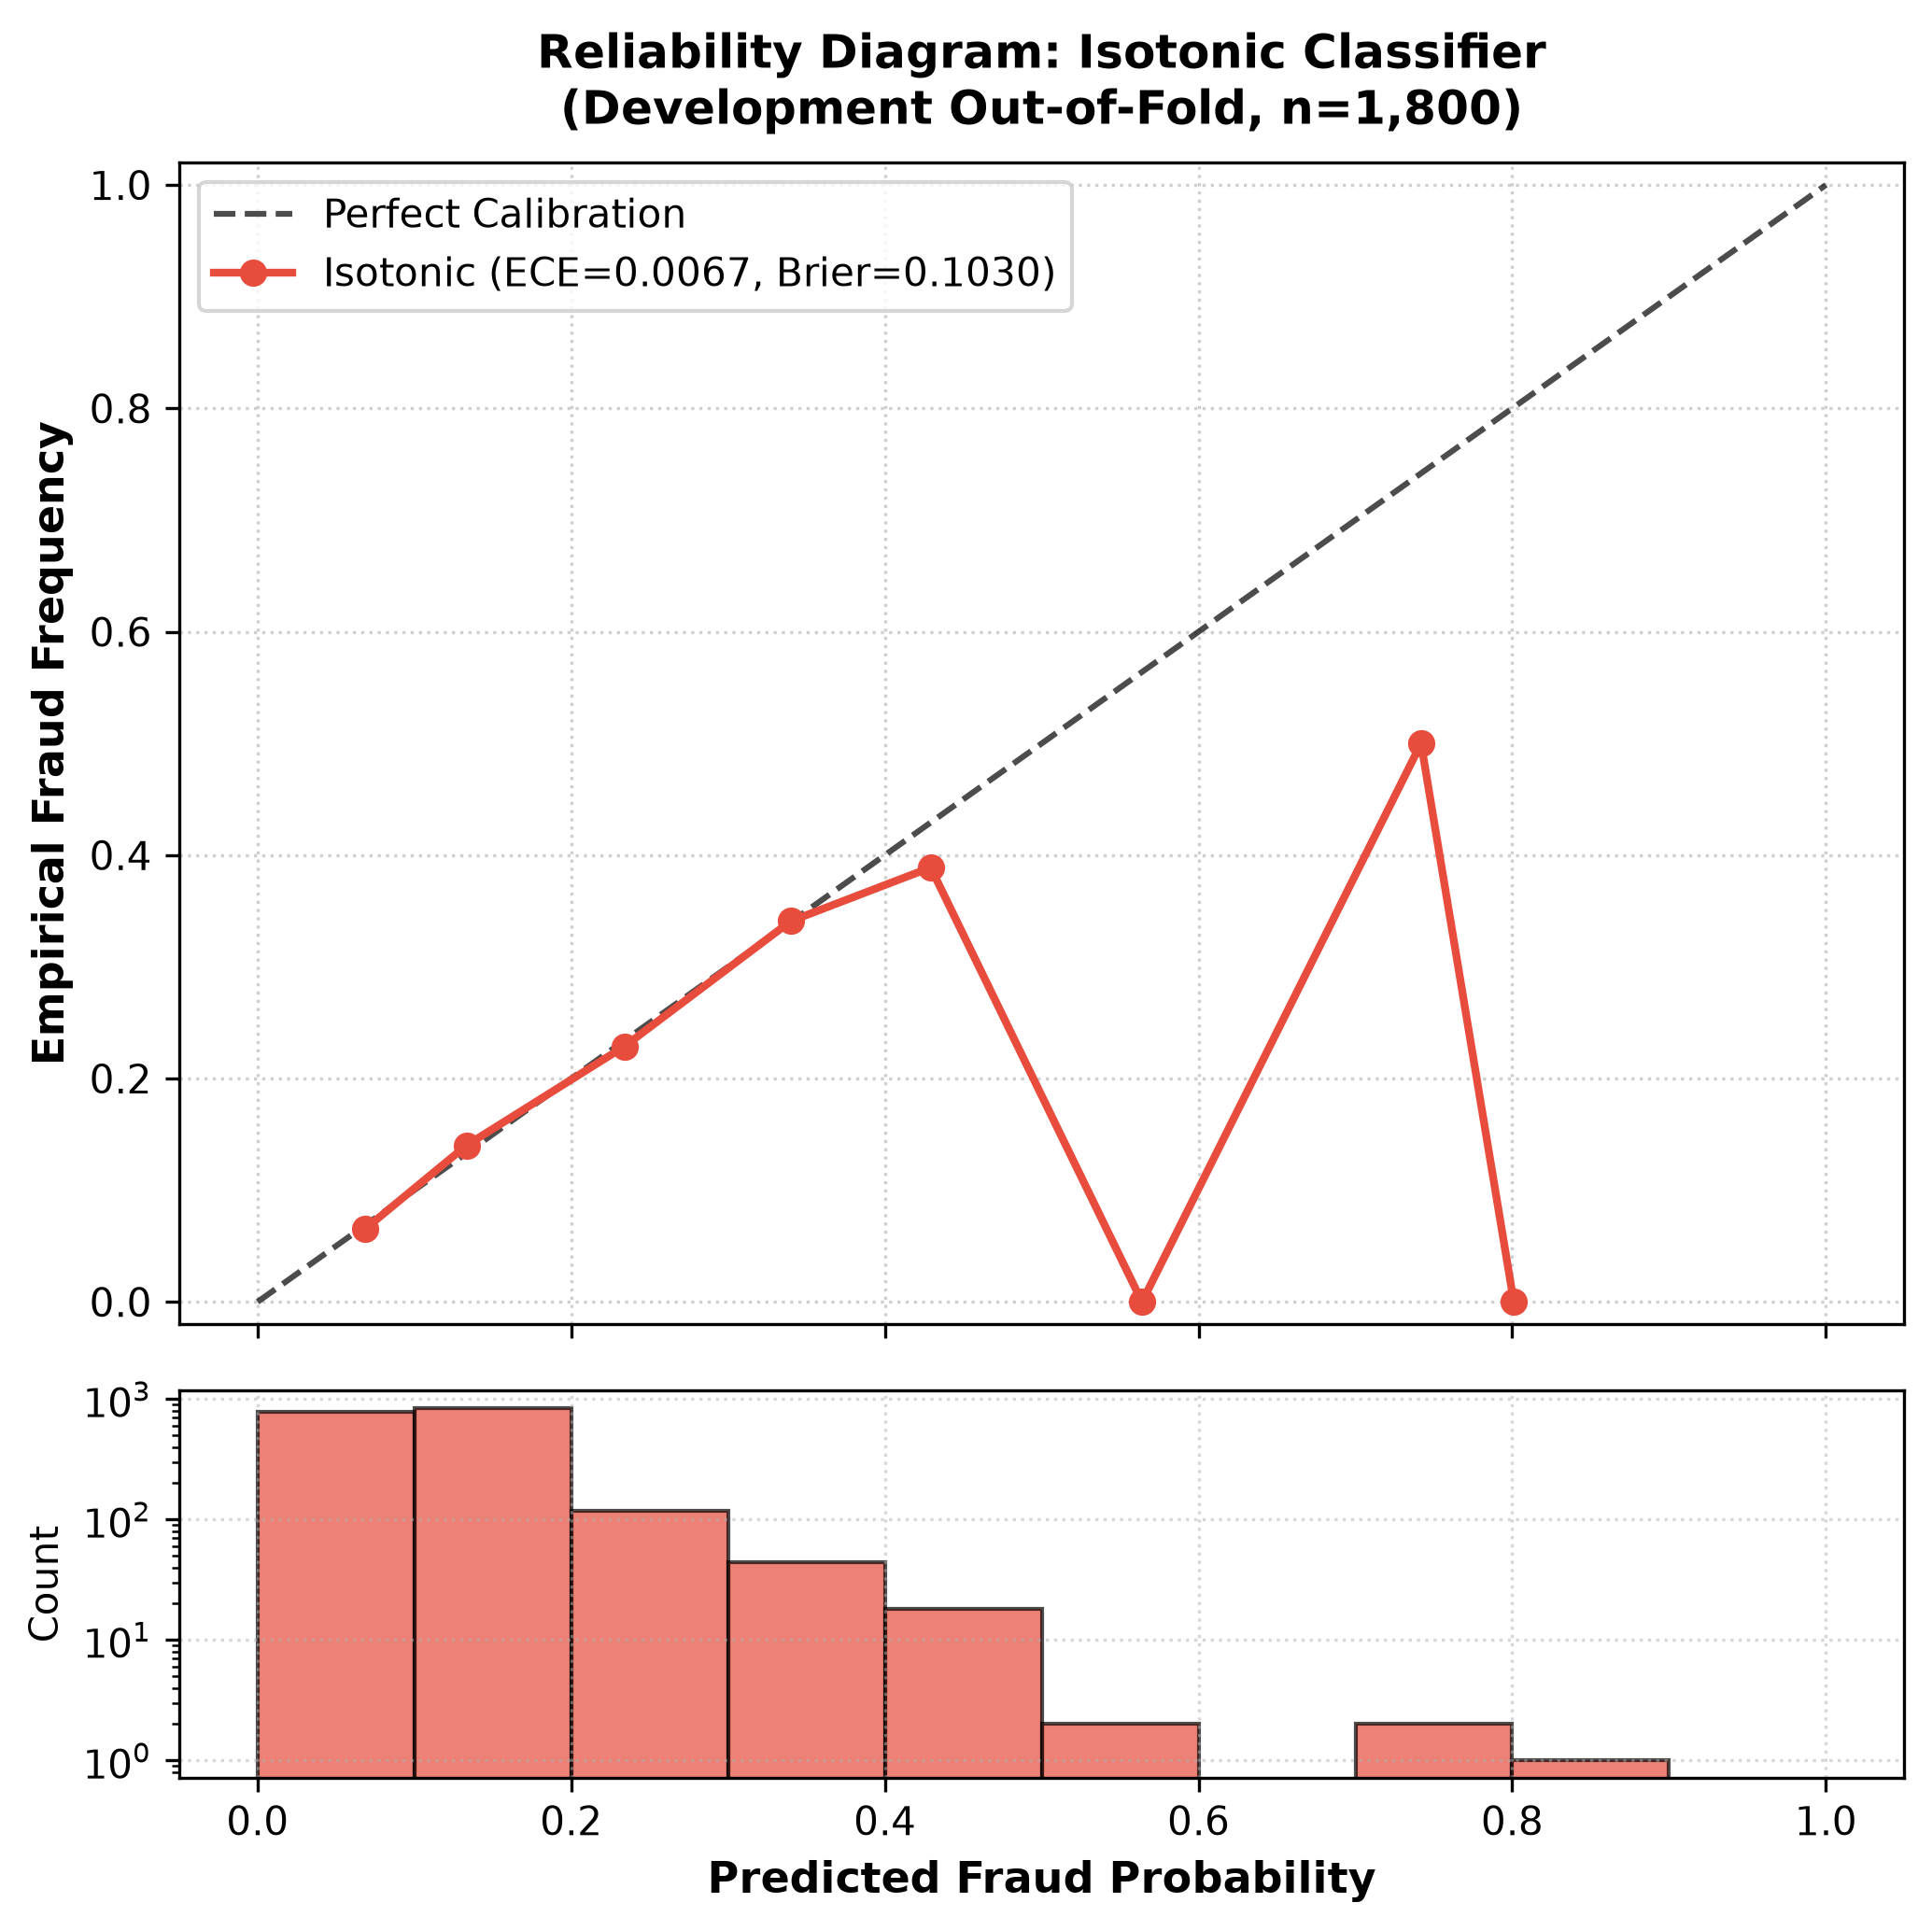 Reliability Diagram: Isotonic Classifier
(Development Out-of-Fold, n=1,800)
Perfect Calibration
Isotonic (ECE=0.0067, Brier=0.1030)
Empirical Fraud Frequency
1.0
0.8
0.6
0.4
0.2
0.0
Count
10³
10²
10¹
10⁰
0.0 0.2 0.4 0.6 0.8 1.0
Predicted Fraud Probability